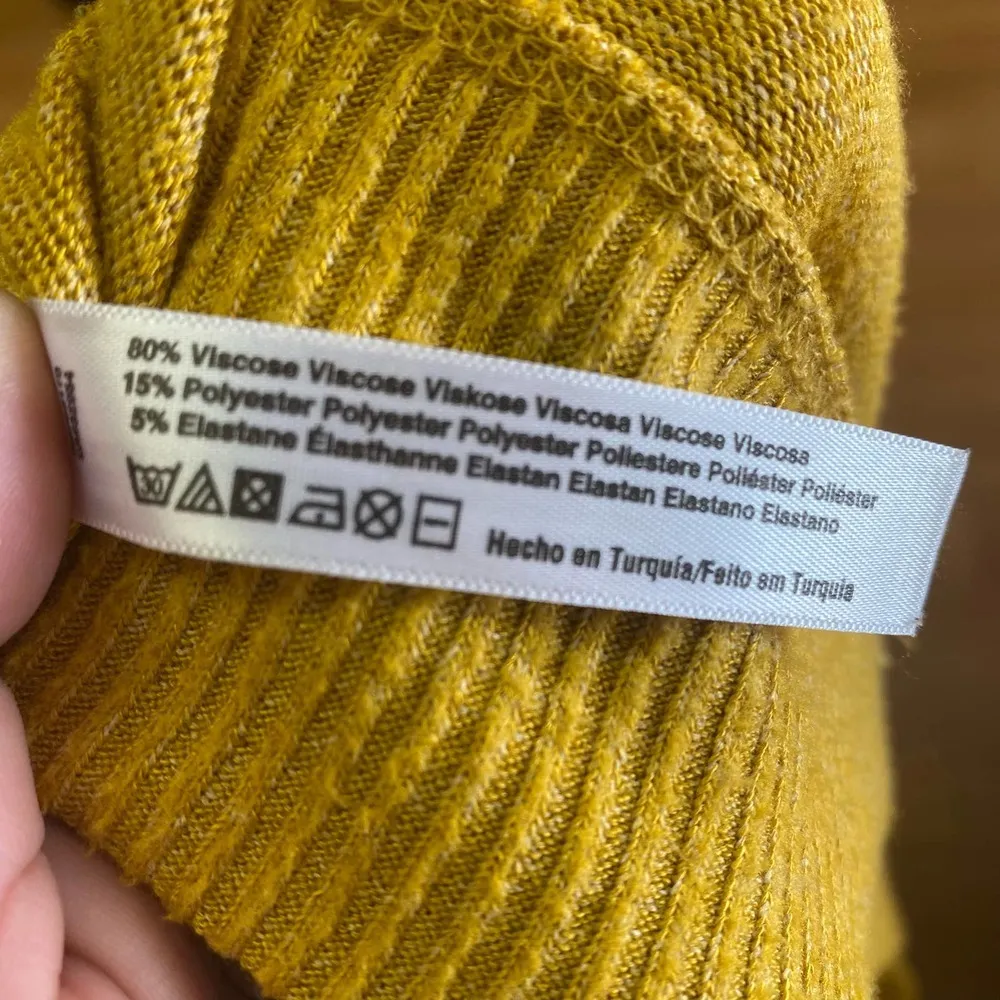 80% Viscose Viscose Viskose Viscosa Viscose Viscosa
15% Polyester Polyester Polyester Poliestere Poliéster Poliéster
5% Elastane Élasthanne Elastan Elastan Elastano Elastano
30
Hecho en Turquía/Feito em Turquia